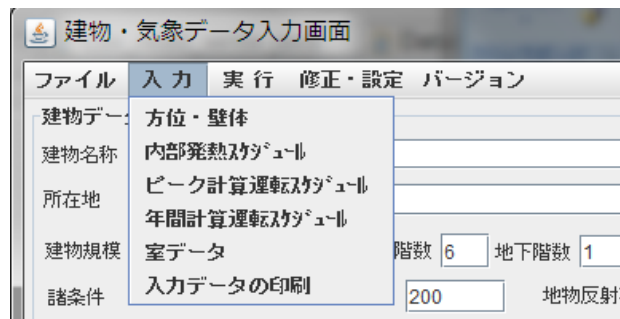 建物・気象データ入力画面
ファイル 入 力 実 行 修正・設定 バージョン
建物デー
方位・壁体
建物名称
内部発熱ｽｹｼﾞｭｰﾙ
ピーク計算運転ｽｹｼﾞｭｰﾙ
所在地
年間計算運転ｽｹｼﾞｭｰﾙ
建物規模 室データ 階数 6 地下階数 1
諸条件 入力データの印刷 200 地物反射